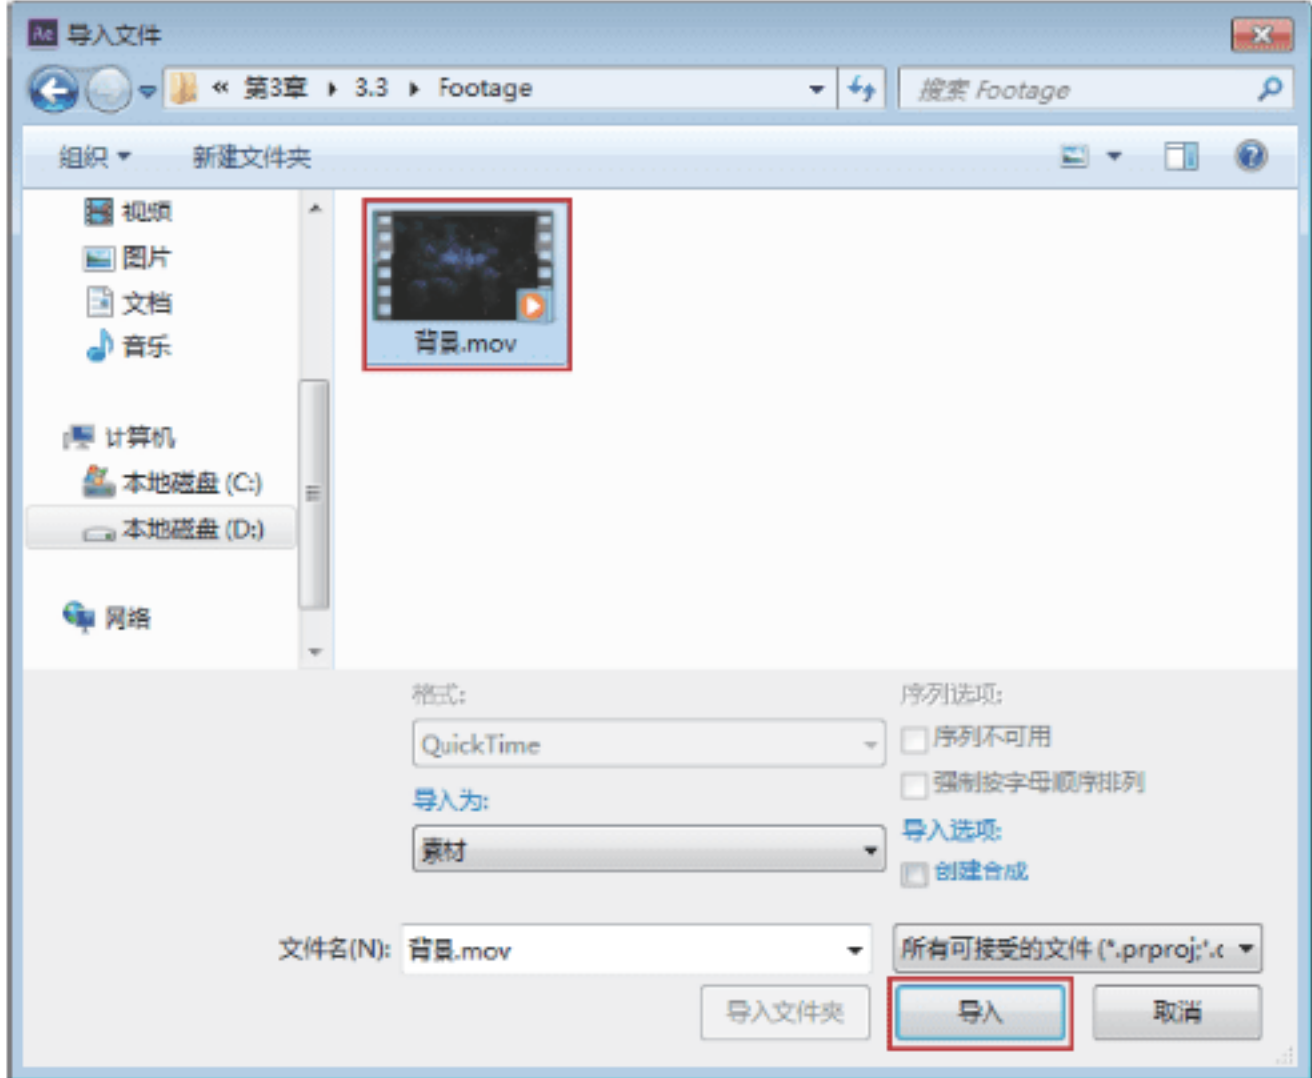 Ae 导入文件
« 第3章 ▸ 3.3 ▸ Footage
搜索 Footage
组织
新建文件夹
视频
图片
文档
音乐
计算机
本地磁盘 (C:)
本地磁盘 (D:)
网络
背景.mov
格式:
QuickTime
导入为:
素材
序列选项:
序列不可用
强制按字母顺序排列
导入选项:
创建合成
文件名(N):
背景.mov
所有可接受的文件 (*.prproj;*.c
导入文件夹
导入
取消